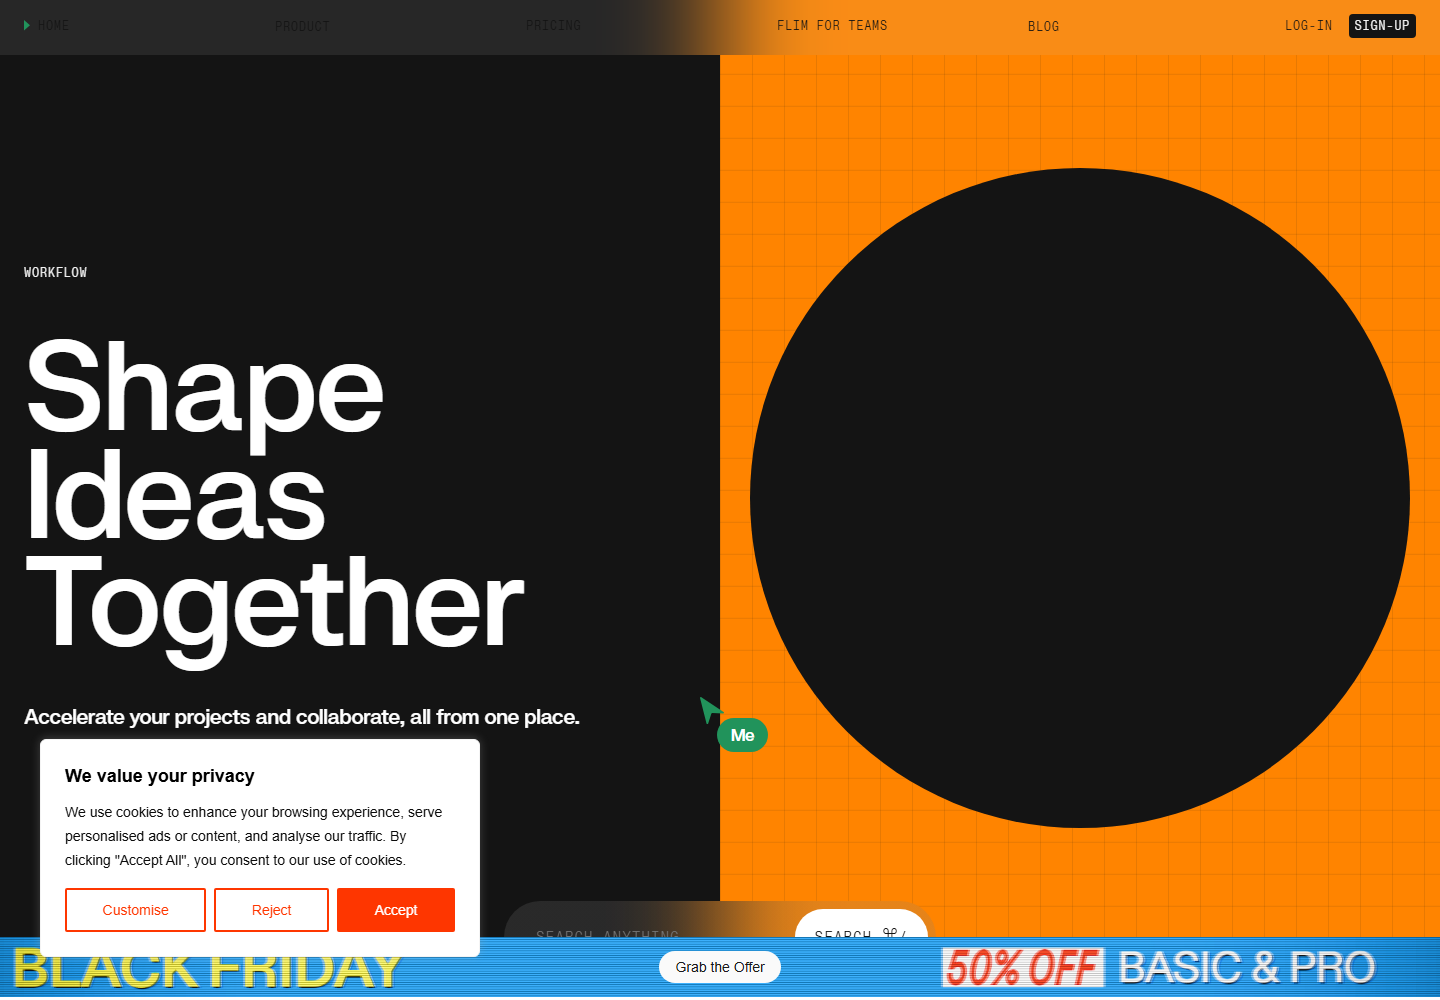 HOME
PRODUCT
PRICING
FLIM FOR TEAMS
BLOG
LOG-IN
SIGN-UP
WORKFLOW
Shape
Ideas
Together
Accelerate your projects and collaborate, all from one place.
Me
We value your privacy
We use cookies to enhance your browsing experience, serve
personalised ads or content, and analyse our traffic. By
clicking "Accept All", you consent to our use of cookies.
Customise
Reject
Accept
SEARCH ANYTHING
SEARCH ⌘/
BLACK FRIDAY
Grab the Offer
50% OFF BASIC & PRO